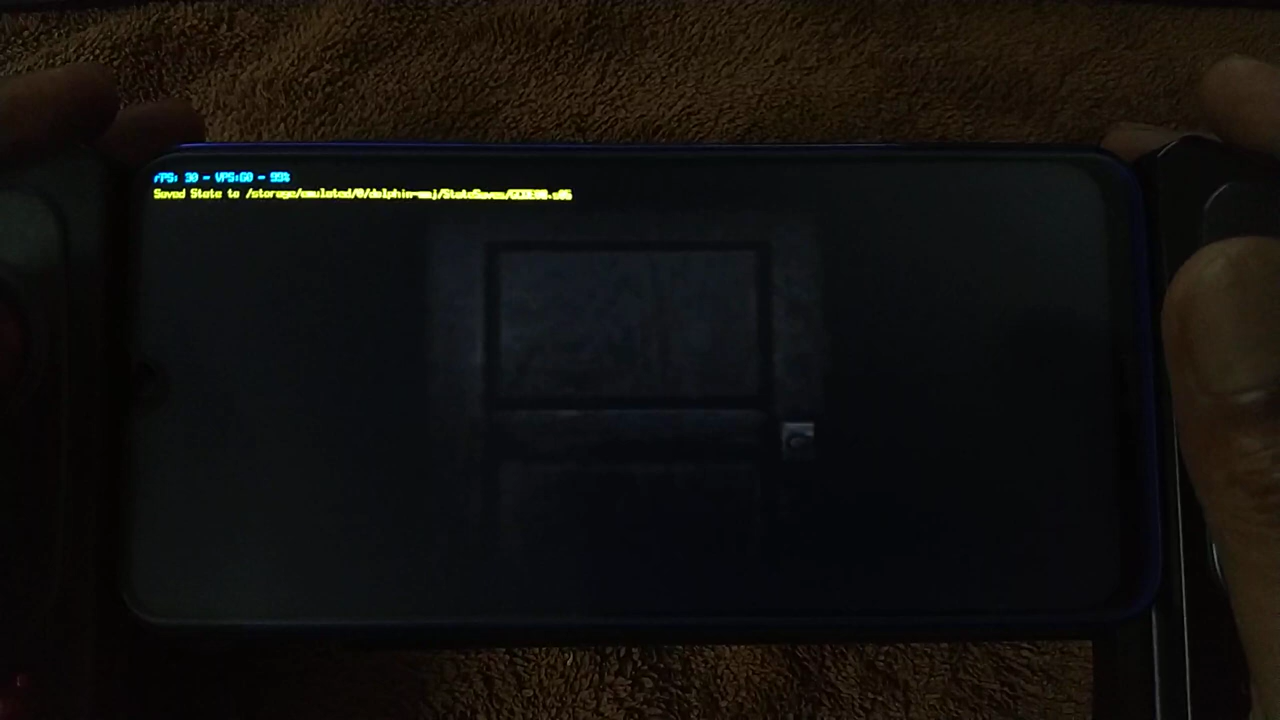 FPS: 30 - VPS:60 - 99%
Saved State to /storage/emulated/0/dolphin-mmj/StateSaves/